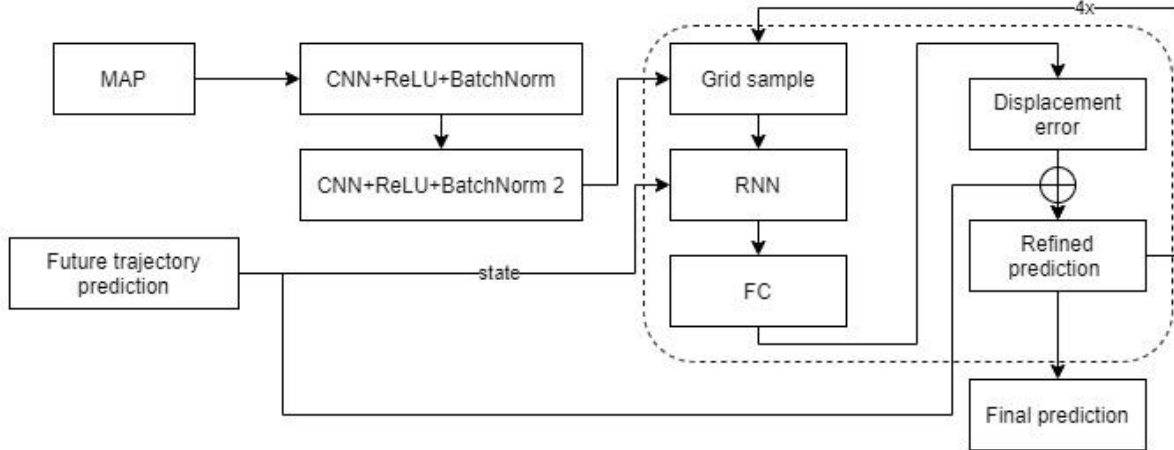 4x
MAP
CNN+ReLU+BatchNorm
Grid sample
Displacement
error
CNN+ReLU+BatchNorm 2
RNN
Future trajectory
prediction
state
FC
Refined
prediction
Final prediction